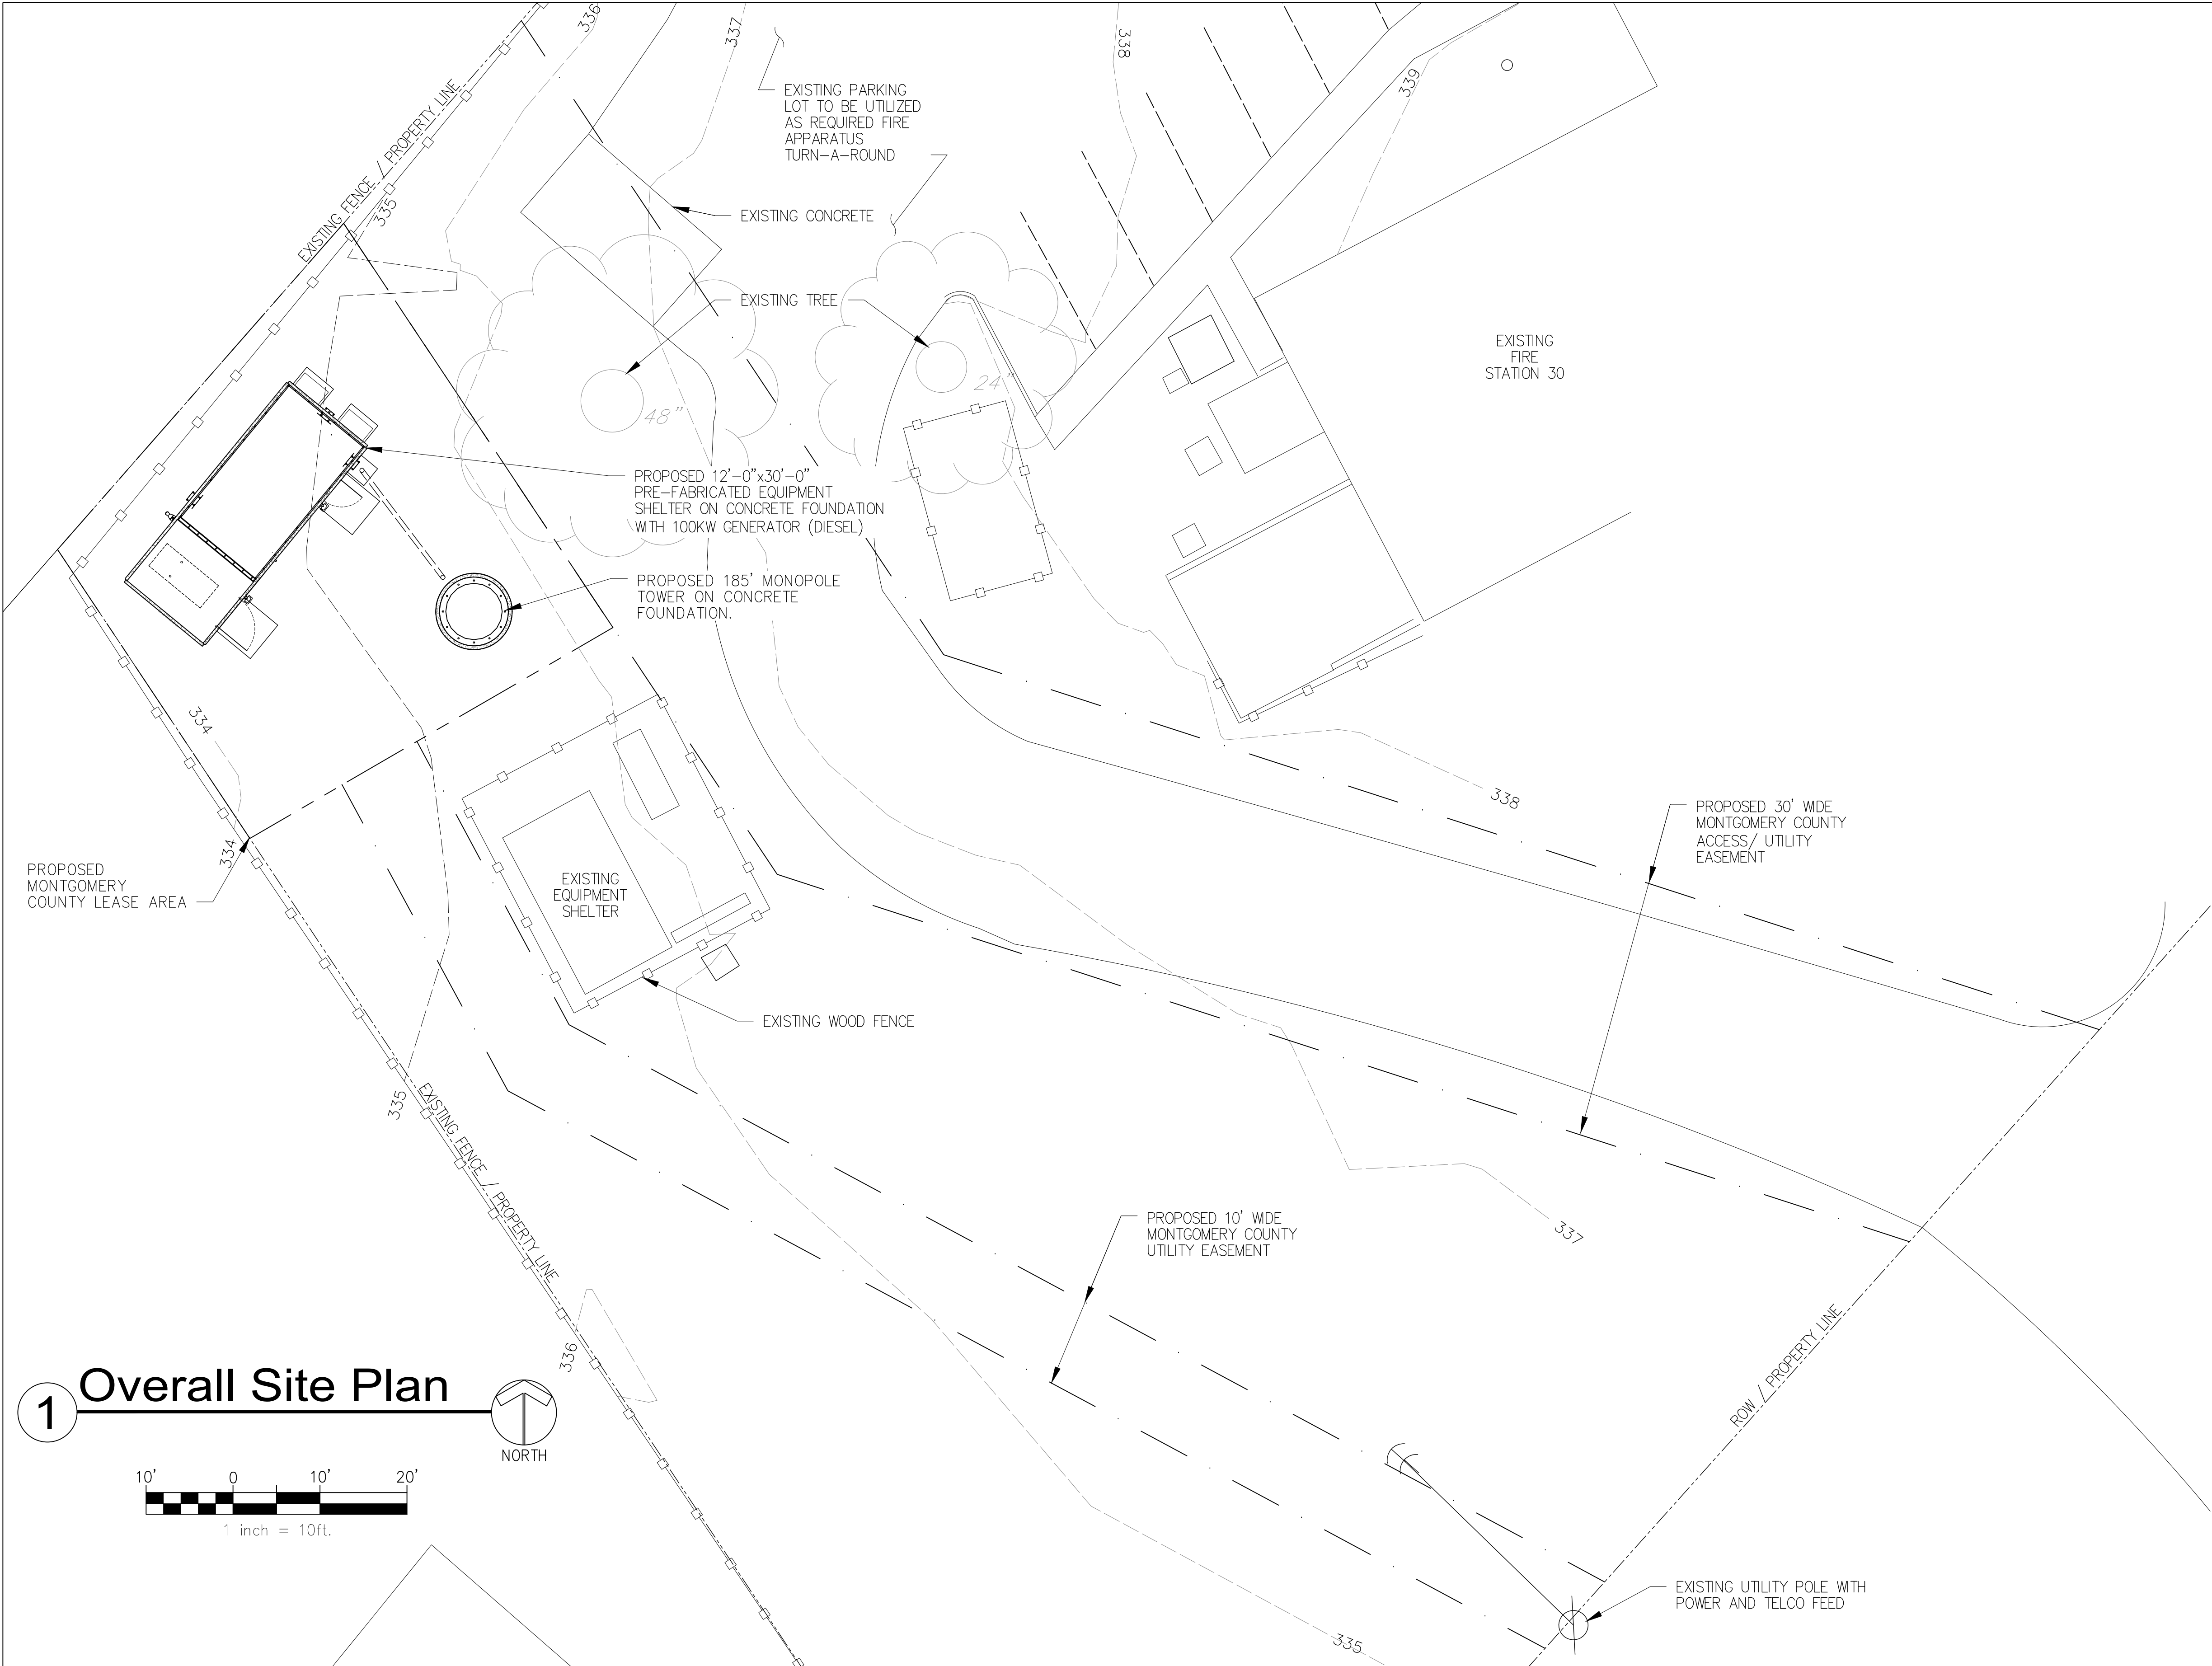 336
337
338
339
EXISTING PARKING
LOT TO BE UTILIZED
AS REQUIRED FIRE
APPARATUS
TURN-A-ROUND
EXISTING FENCE / PROPERTY LINE
335
EXISTING CONCRETE
EXISTING TREE
48"
24"
EXISTING
FIRE
STATION 30
PROPOSED 12'-0"x30'-0"
PRE-FABRICATED EQUIPMENT
SHELTER ON CONCRETE FOUNDATION
WITH 100KW GENERATOR (DIESEL)
PROPOSED 185' MONOPOLE
TOWER ON CONCRETE
FOUNDATION.
334
334
338
PROPOSED 30' WIDE
MONTGOMERY COUNTY
ACCESS/ UTILITY
EASEMENT
PROPOSED
MONTGOMERY
COUNTY LEASE AREA
EXISTING
EQUIPMENT
SHELTER
EXISTING WOOD FENCE
335
EXISTING FENCE / PROPERTY LINE
PROPOSED 10' WIDE
MONTGOMERY COUNTY
UTILITY EASEMENT
337
336
ROW / PROPERTY LINE
1
Overall Site Plan
NORTH
10' 0 10' 20'
1 inch = 10ft.
EXISTING UTILITY POLE WITH
POWER AND TELCO FEED
335